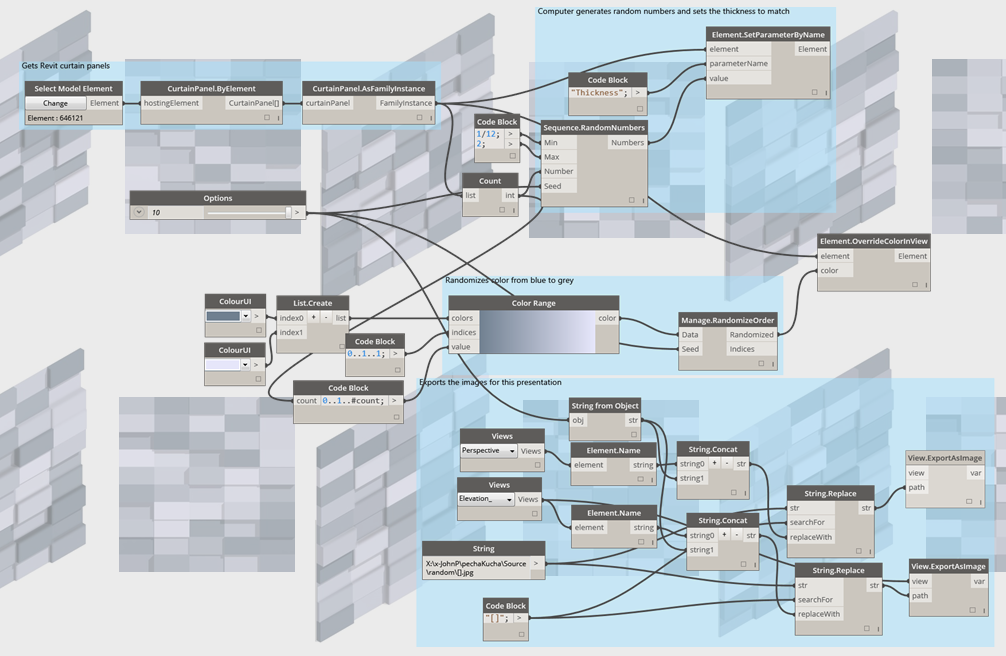 Computer generates random numbers and sets the thickness to match
Element.SetParameterByName
element Element
parameterName
value
Gets Revit curtain panels
Select Model Element
Change Element
Element : 646121
CurtainPanel.ByElement
hostingElement CurtainPanel[]
CurtainPanel.AsFamilyInstance
curtainPanel FamilyInstance
Code Block
"Thickness"; >
Code Block
1/12; >
2; >
Sequence.RandomNumbers
Min Numbers
Max
Number
Seed
Count
list int
Options
10 >
Element.OverrideColorInView
element Element
color
Randomizes color from blue to grey
ColourUI
>
ColourUI
>
List.Create
index0 + - list
index1
Code Block
0..1..1; >
Code Block
count 0..1..#count; >
Color Range
colors color
indices
value
Manage.RandomizeOrder
Data Randomized
Seed Indices
Exports the images for this presentation
String from Object
obj str
Views
Perspective Views
Element.Name
element string
String.Concat
string0 + - str
string1
Views
Elevation_ Views
Element.Name
element string
String.Concat
string0 + - str
string1
String
X:\x-JohnP\pechaKucha\Source >
\random\[].jpg
Code Block
"[]"; >
String.Replace
str str
searchFor
replaceWith
String.Replace
str str
searchFor
replaceWith
View.ExportAsImage
view var
path
View.ExportAsImage
view var
path